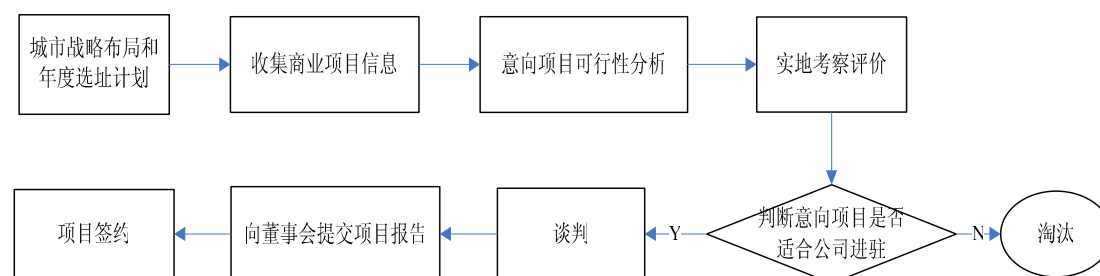 城市战略布局和
年度选址计划
收集商业项目信息
意向项目可行性分析
实地考察评价
判断意向项目是否
适合公司进驻
N
淘汰
Y
谈判
向董事会提交项目报告
项目签约